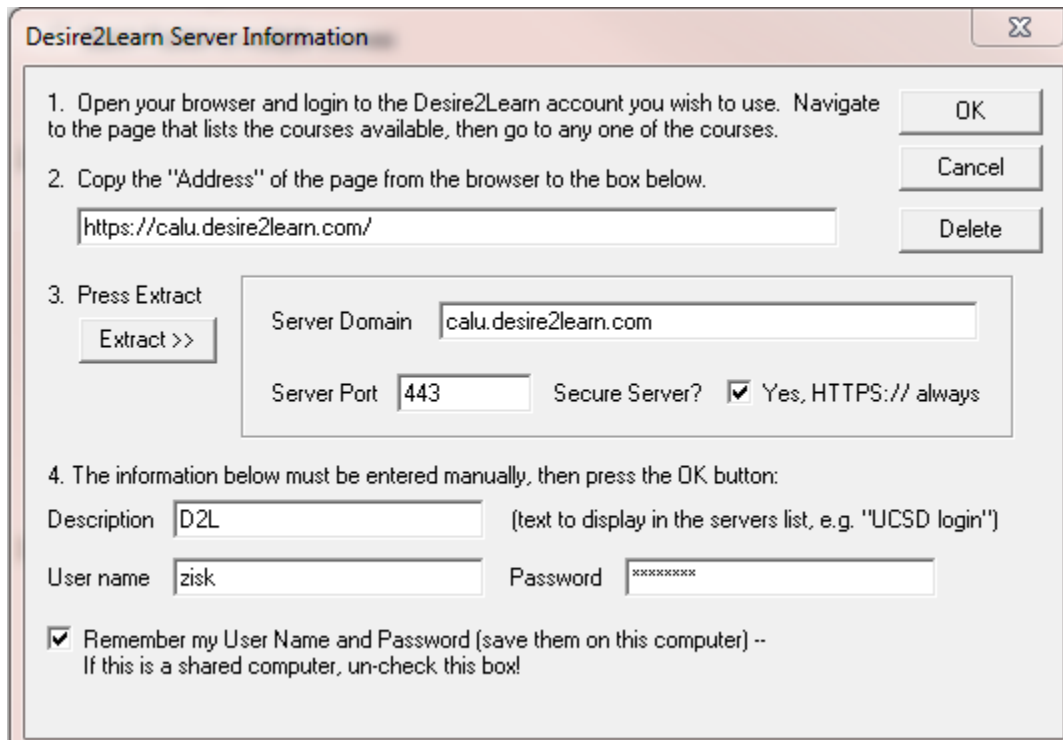 Desire2Learn Server Information
1. Open your browser and login to the Desire2Learn account you wish to use. Navigate
to the page that lists the courses available, then go to any one of the courses.
OK
Cancel
2. Copy the "Address" of the page from the browser to the box below.
https://calu.desire2learn.com/
Delete
3. Press Extract
Extract >>
Server Domain calu.desire2learn.com
Server Port 443 Secure Server? Yes, HTTPS:// always
4. The information below must be entered manually, then press the OK button:
Description D2L (text to display in the servers list, e.g. "UCSD login")
User name zisk Password ********
Remember my User Name and Password (save them on this computer) --
If this is a shared computer, un-check this box!